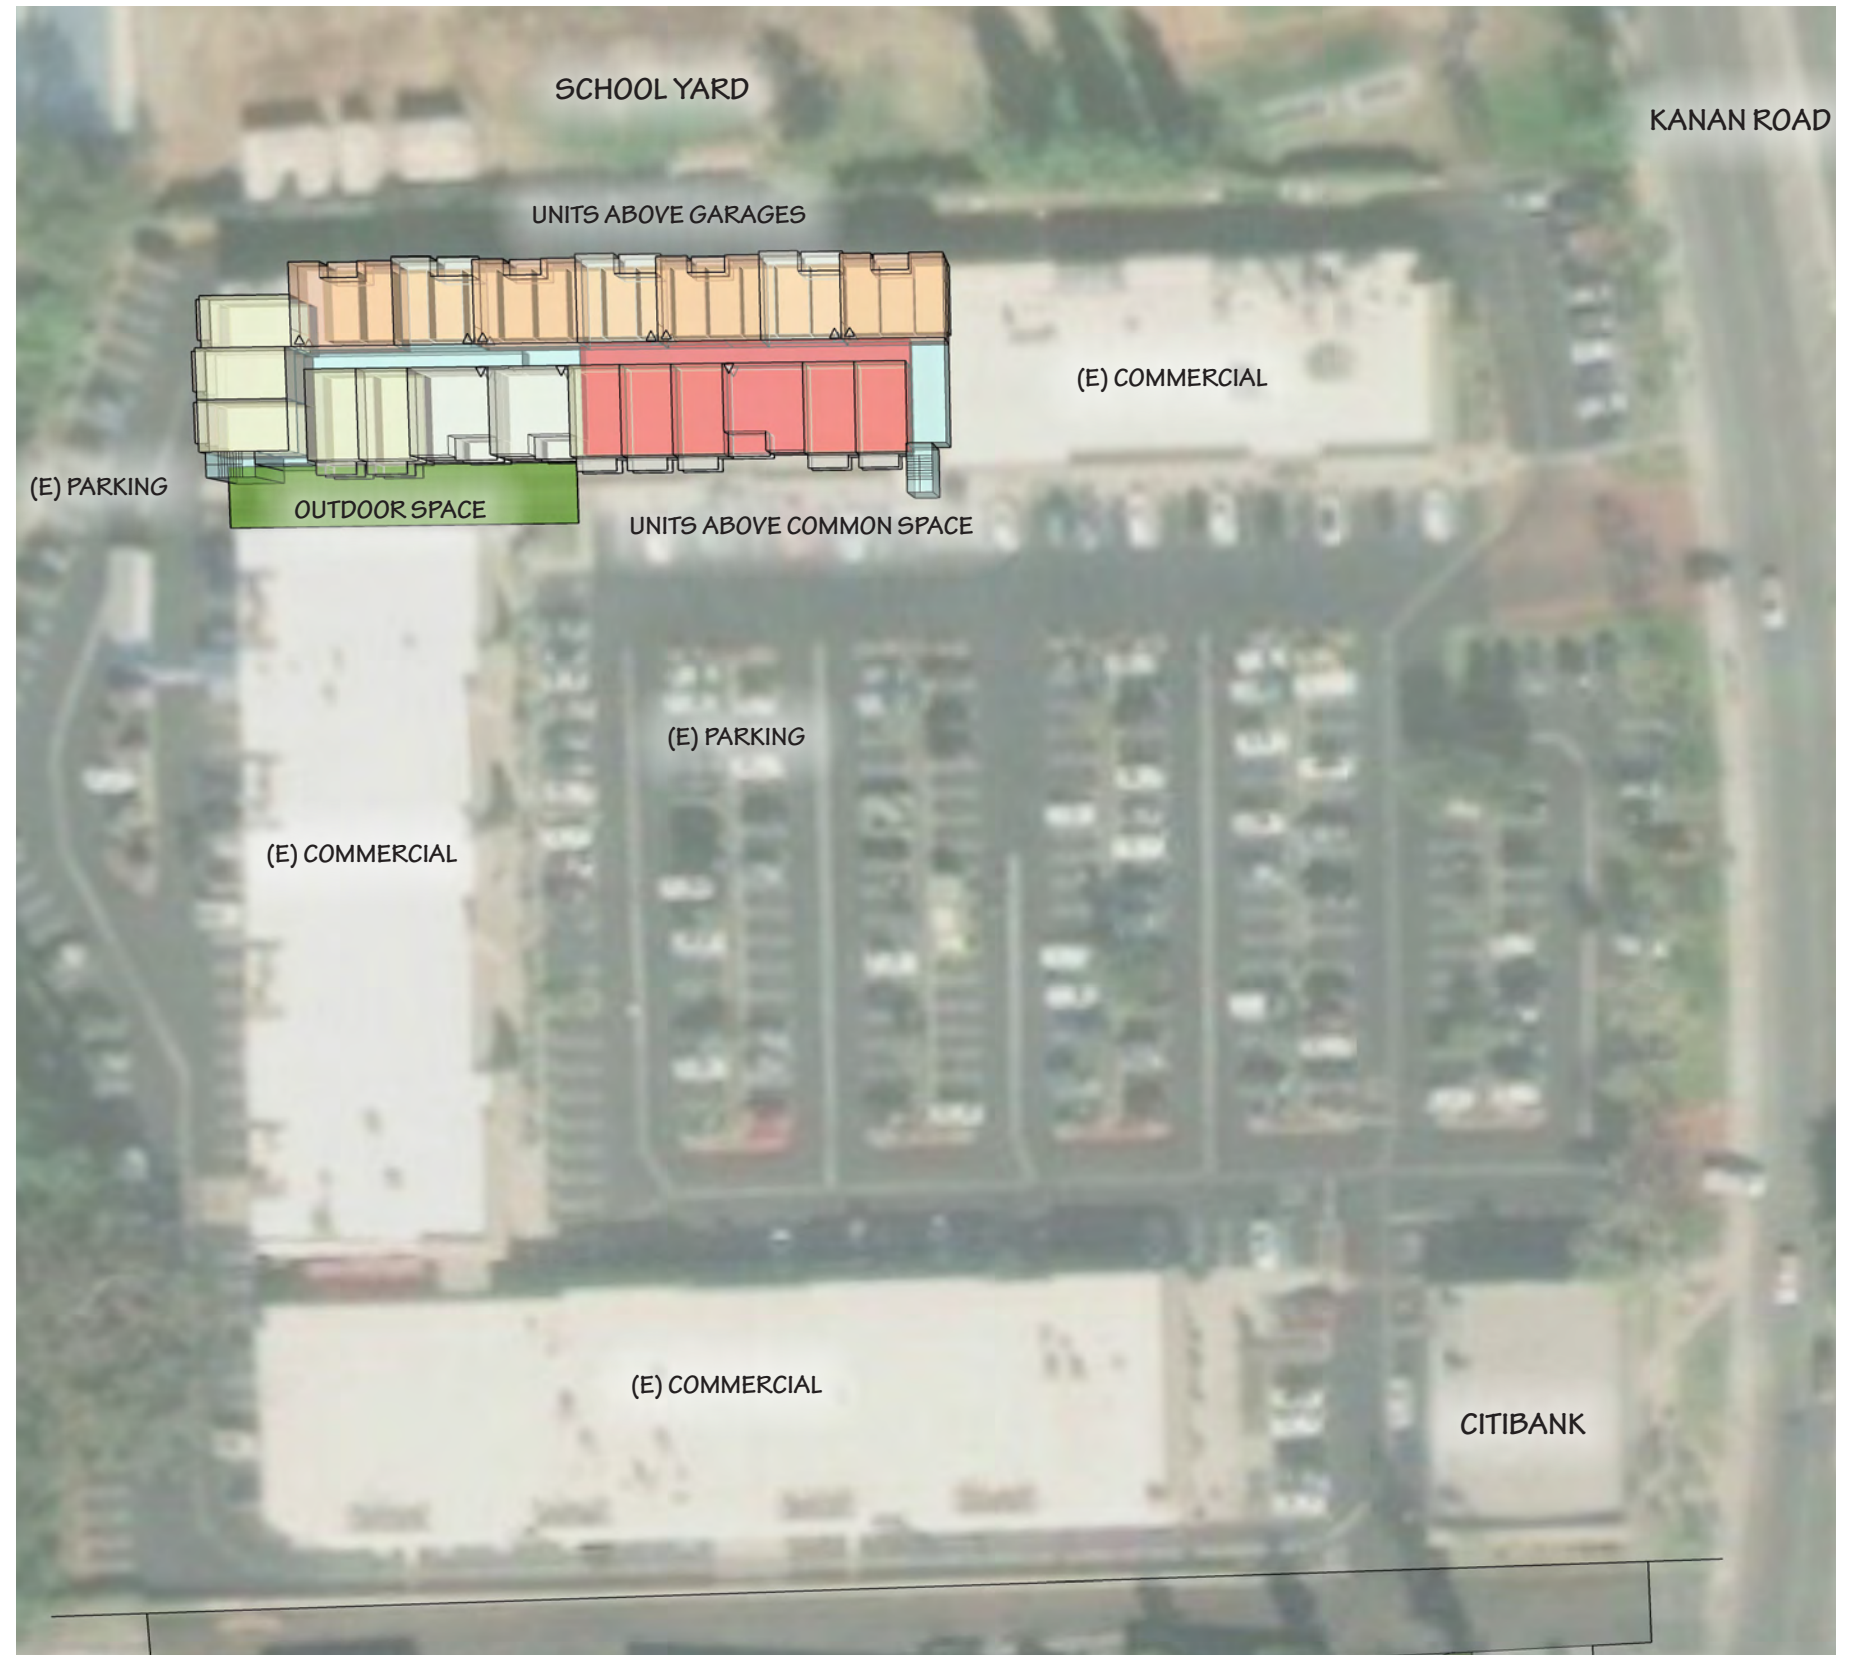 SCHOOL YARD
KANAN ROAD
UNITS ABOVE GARAGES
(E) COMMERCIAL
(E) PARKING
OUTDOOR SPACE
UNITS ABOVE COMMON SPACE
(E) PARKING
(E) COMMERCIAL
(E) COMMERCIAL
CITIBANK